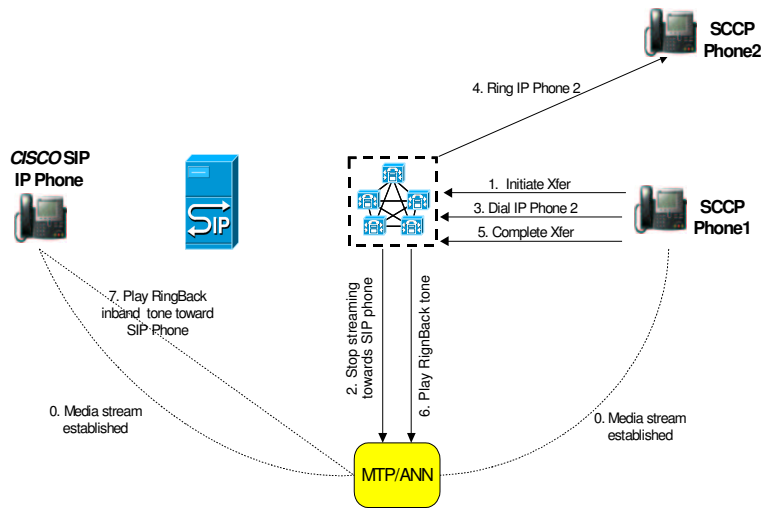 SCCP
Phone2
4. Ring IP Phone 2
CISCO SIP
IP Phone
SIP
1. Initiate Xfer
3. Dial IP Phone 2
5. Complete Xfer
SCCP
Phone1
7. Play RingBack
inband tone toward
SIP Phone
2. Stop streaming
towards SIP phone
6. Play RignBack tone
0. Media stream
established
0. Media stream
established
MTP/ANN